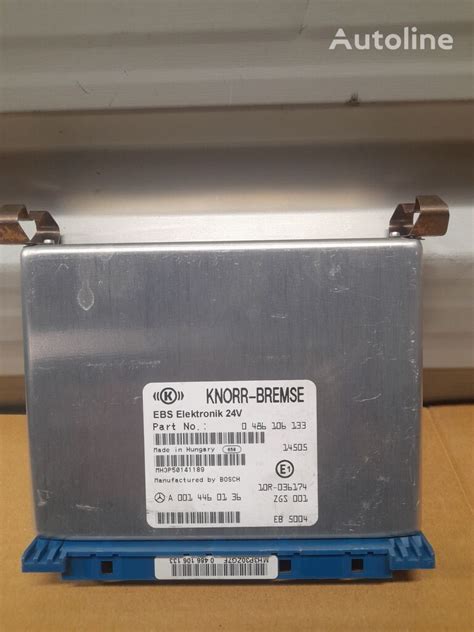 Autoline
K KNORR-BREMSE
EBS Elektronik 24V
Part No.: 0 486 106 133
Made in Hungary 14505
MH3P50141189 E1
Manufactured by BOSCH
10R-036174
A 001 446 01 36 ZGS 001
EB 5004
0 486 106 133